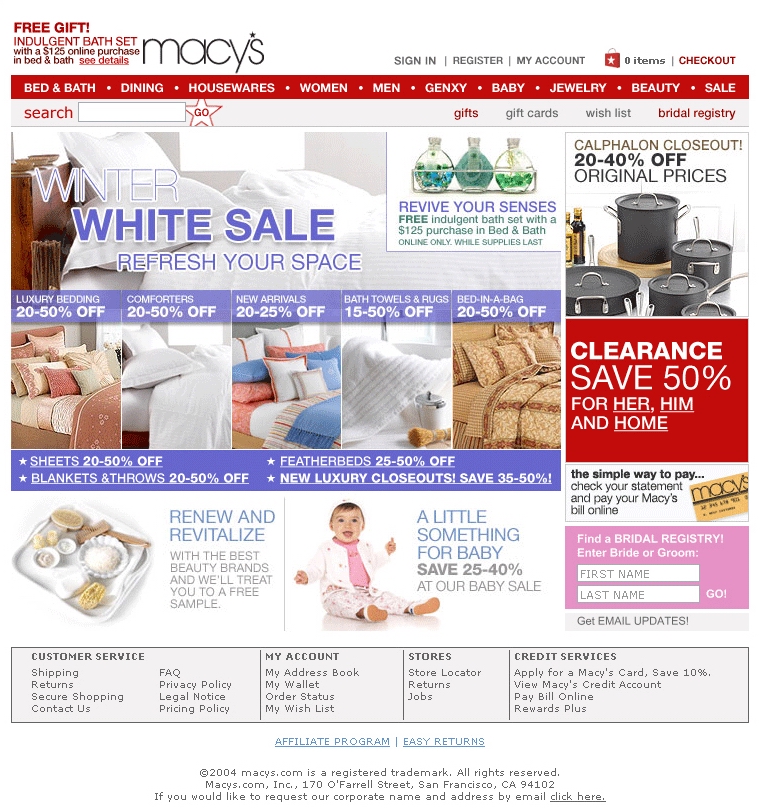 FREE GIFT!
INDULGENT BATH SET
with a $125 online purchase
in bed & bath see details
macy's
SIGN IN | REGISTER | MY ACCOUNT
0 items | CHECKOUT
BED & BATH • DINING • HOUSEWARES • WOMEN • MEN • GENXY • BABY • JEWELRY • BEAUTY • SALE
search
GO
gifts
gift cards
wish list
bridal registry
WINTER
WHITE SALE
REFRESH YOUR SPACE
REVIVE YOUR SENSES
FREE indulgent bath set with a
$125 purchase in Bed & Bath
ONLINE ONLY. WHILE SUPPLIES LAST
CALPHALON CLOSEOUT!
20-40% OFF
ORIGINAL PRICES
LUXURY BEDDING
20-50% OFF
COMFORTERS
20-50% OFF
NEW ARRIVALS
20-25% OFF
BATH TOWELS & RUGS
15-50% OFF
BED-IN-A-BAG
20-50% OFF
★ SHEETS 20-50% OFF
★ FEATHERBEDS 25-50% OFF
★ BLANKETS &THROWS 20-50% OFF
★ NEW LUXURY CLOSEOUTS! SAVE 35-50%!
CLEARANCE
SAVE 50%
FOR HER, HIM
AND HOME
the simple way to pay...
check your statement
and pay your Macy's
bill online
macy's
RENEW AND
REVITALIZE
WITH THE BEST
BEAUTY BRANDS
AND WE'LL TREAT
YOU TO A FREE
SAMPLE.
A LITTLE
SOMETHING
FOR BABY
SAVE 25-40%
AT OUR BABY SALE
Find a BRIDAL REGISTRY!
Enter Bride or Groom:
FIRST NAME
LAST NAME GO!
Get EMAIL UPDATES!
CUSTOMER SERVICE
Shipping
Returns
Secure Shopping
Contact Us
FAQ
Privacy Policy
Legal Notice
Pricing Policy
MY ACCOUNT
My Address Book
My Wallet
Order Status
My Wish List
STORES
Store Locator
Returns
Jobs
CREDIT SERVICES
Apply for a Macy's Card, Save 10%.
View Macy's Credit Account
Pay Bill Online
Rewards Plus
AFFILIATE PROGRAM | EASY RETURNS
©2004 macys.com is a registered trademark. All rights reserved.
Macys.com, Inc., 170 O'Farrell Street, San Francisco, CA 94102
If you would like to request our corporate name and address by email click here.